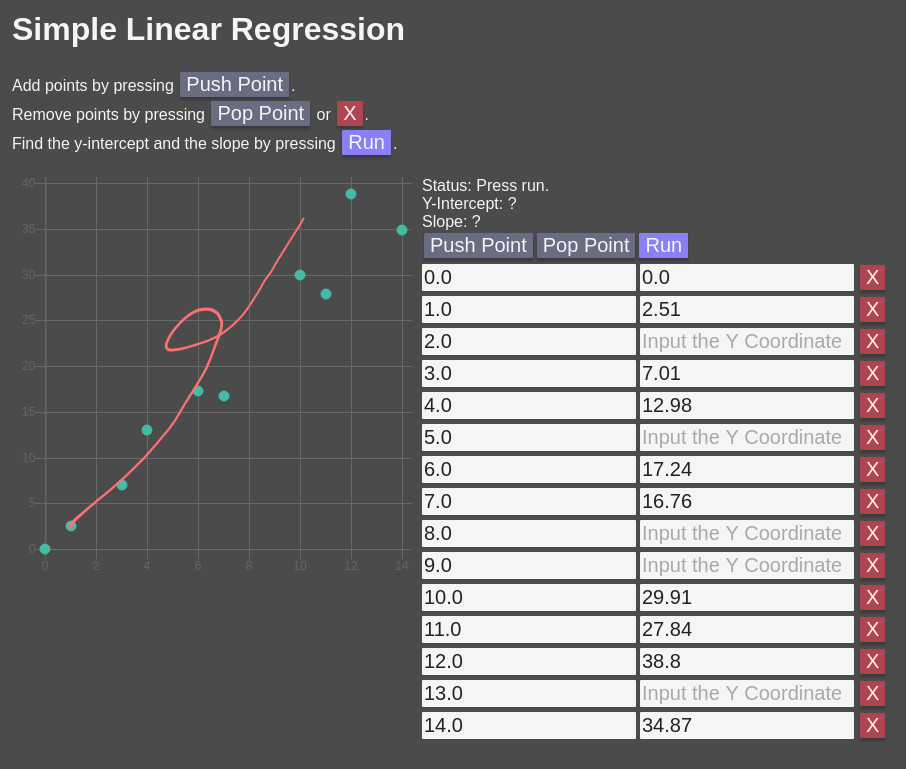 Simple Linear Regression
Add points by pressing Push Point.
Remove points by pressing Pop Point or X.
Find the y-intercept and the slope by pressing Run.
40
35
30
25
20
15
10
5
0
0 2 4 6 8 10 12 14
Status: Press run.
Y-Intercept: ?
Slope: ?
Push Point Pop Point Run
0.0 0.0 X
1.0 2.51 X
2.0 Input the Y Coordinate X
3.0 7.01 X
4.0 12.98 X
5.0 Input the Y Coordinate X
6.0 17.24 X
7.0 16.76 X
8.0 Input the Y Coordinate X
9.0 Input the Y Coordinate X
10.0 29.91 X
11.0 27.84 X
12.0 38.8 X
13.0 Input the Y Coordinate X
14.0 34.87 X